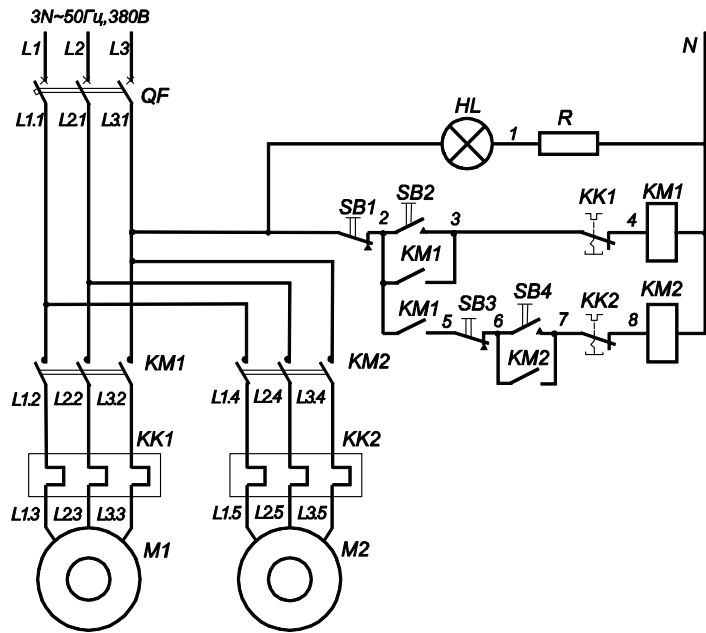 3N~50Гц,380В
L1 L2 L3 N
QF HL 1 R
L1.1 L2.1 L3.1
SB1 2 SB2 3 KK1 4 KM1
KM1
KM1 5 SB3 6 SB4 7 KK2 8 KM2
KM2
KM1 KM2
L1.2 L2.2 L3.2 L1.4 L2.4 L3.4
KK1 KK2
L1.3 L2.3 L3.3 L1.5 L2.5 L3.5
M1 M2